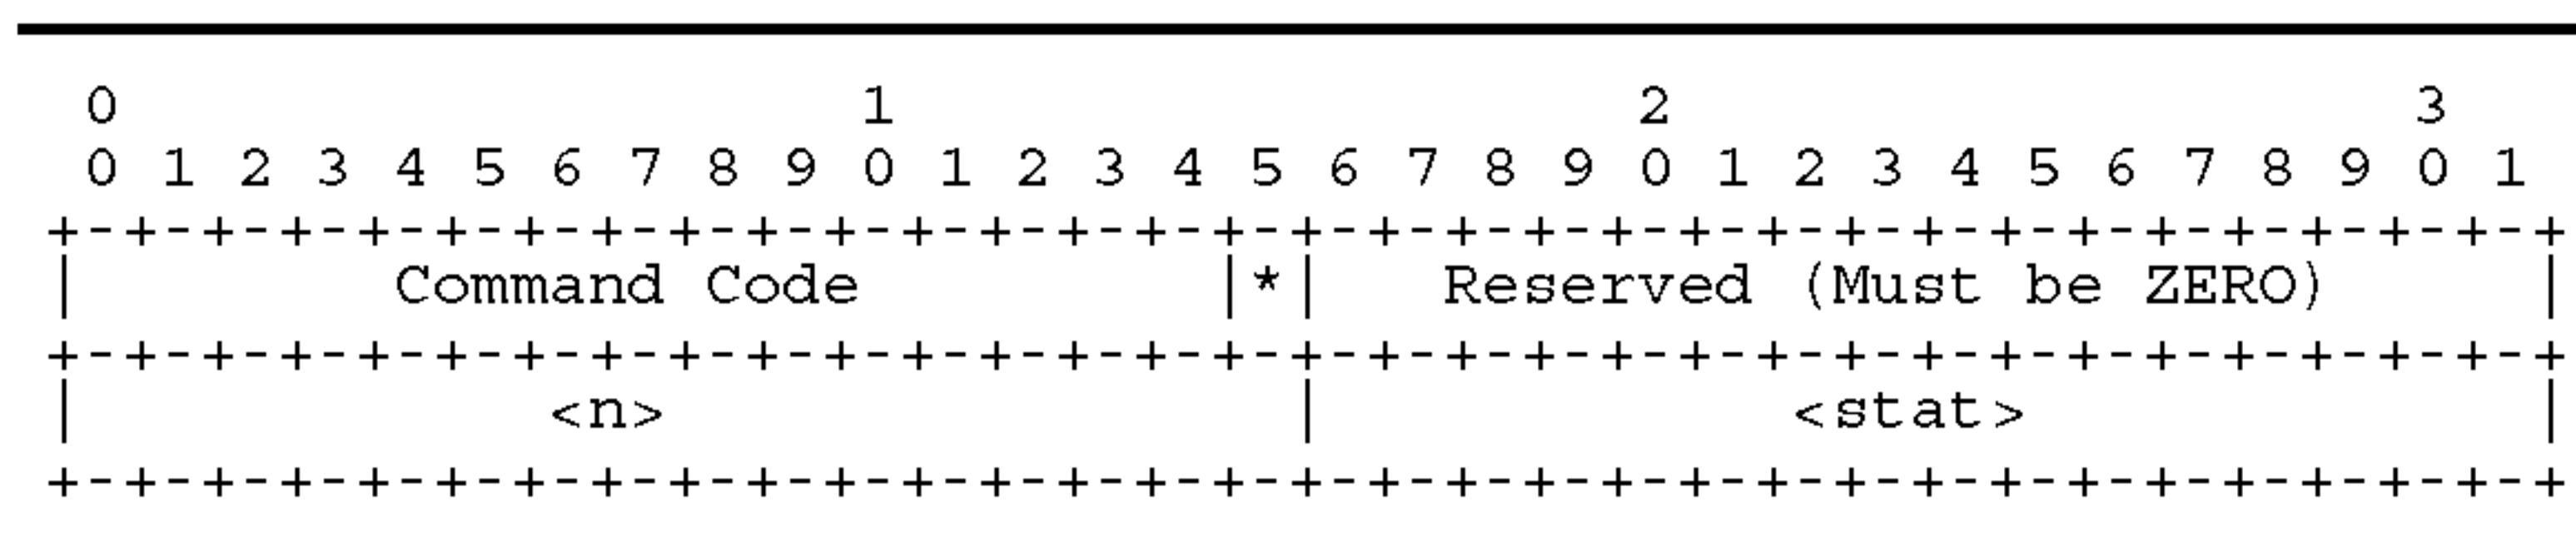 0                   1                   2                   3
 0 1 2 3 4 5 6 7 8 9 0 1 2 3 4 5 6 7 8 9 0 1 2 3 4 5 6 7 8 9 0 1
+-+-+-+-+-+-+-+-+-+-+-+-+-+-+-+-+-+-+-+-+-+-+-+-+-+-+-+-+-+-+-+-+
|        Command Code         |*|   Reserved (Must be ZERO)     |
+-+-+-+-+-+-+-+-+-+-+-+-+-+-+-+-+-+-+-+-+-+-+-+-+-+-+-+-+-+-+-+-+
|            <n>                |            <stat>             |
+-+-+-+-+-+-+-+-+-+-+-+-+-+-+-+-+-+-+-+-+-+-+-+-+-+-+-+-+-+-+-+-+